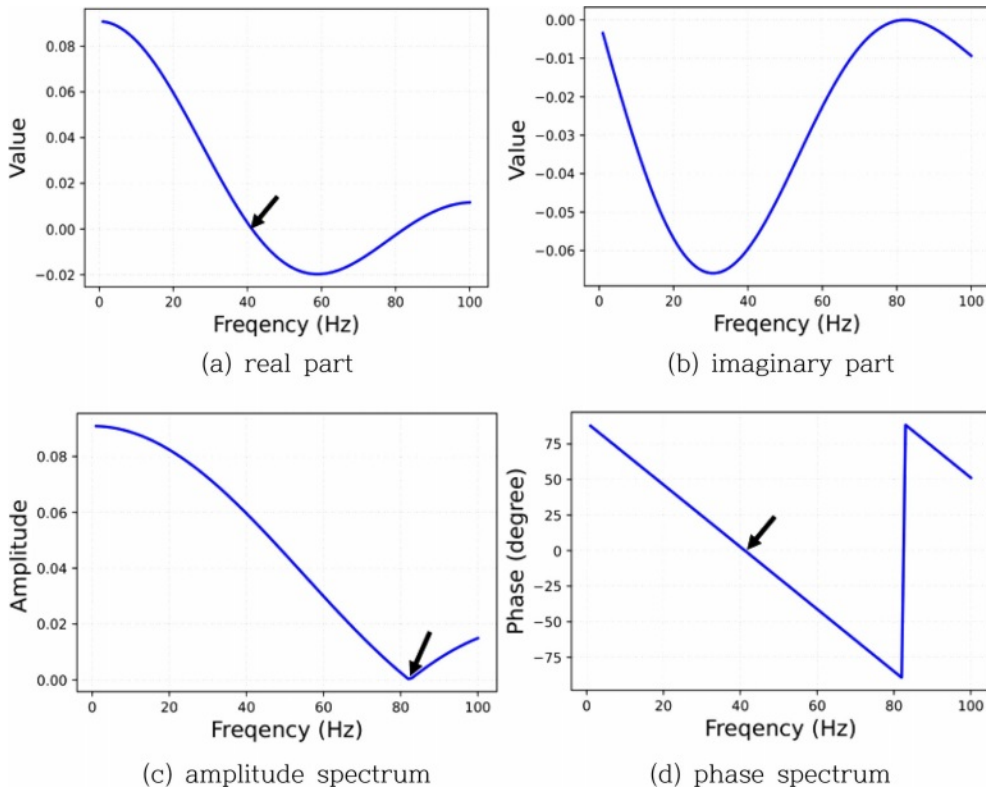 0.08
0.06
0.04
0.02
0.00
−0.02
Value
0 20 40 60 80 100
Freqency (Hz)
(a) real part
0.00
−0.01
−0.02
−0.03
−0.04
−0.05
−0.06
Value
0 20 40 60 80 100
Freqency (Hz)
(b) imaginary part
0.08
0.06
0.04
0.02
0.00
Amplitude
0 20 40 60 80 100
Freqency (Hz)
(c) amplitude spectrum
75
50
25
0
−25
−50
−75
Phase (degree)
0 20 40 60 80 100
Freqency (Hz)
(d) phase spectrum